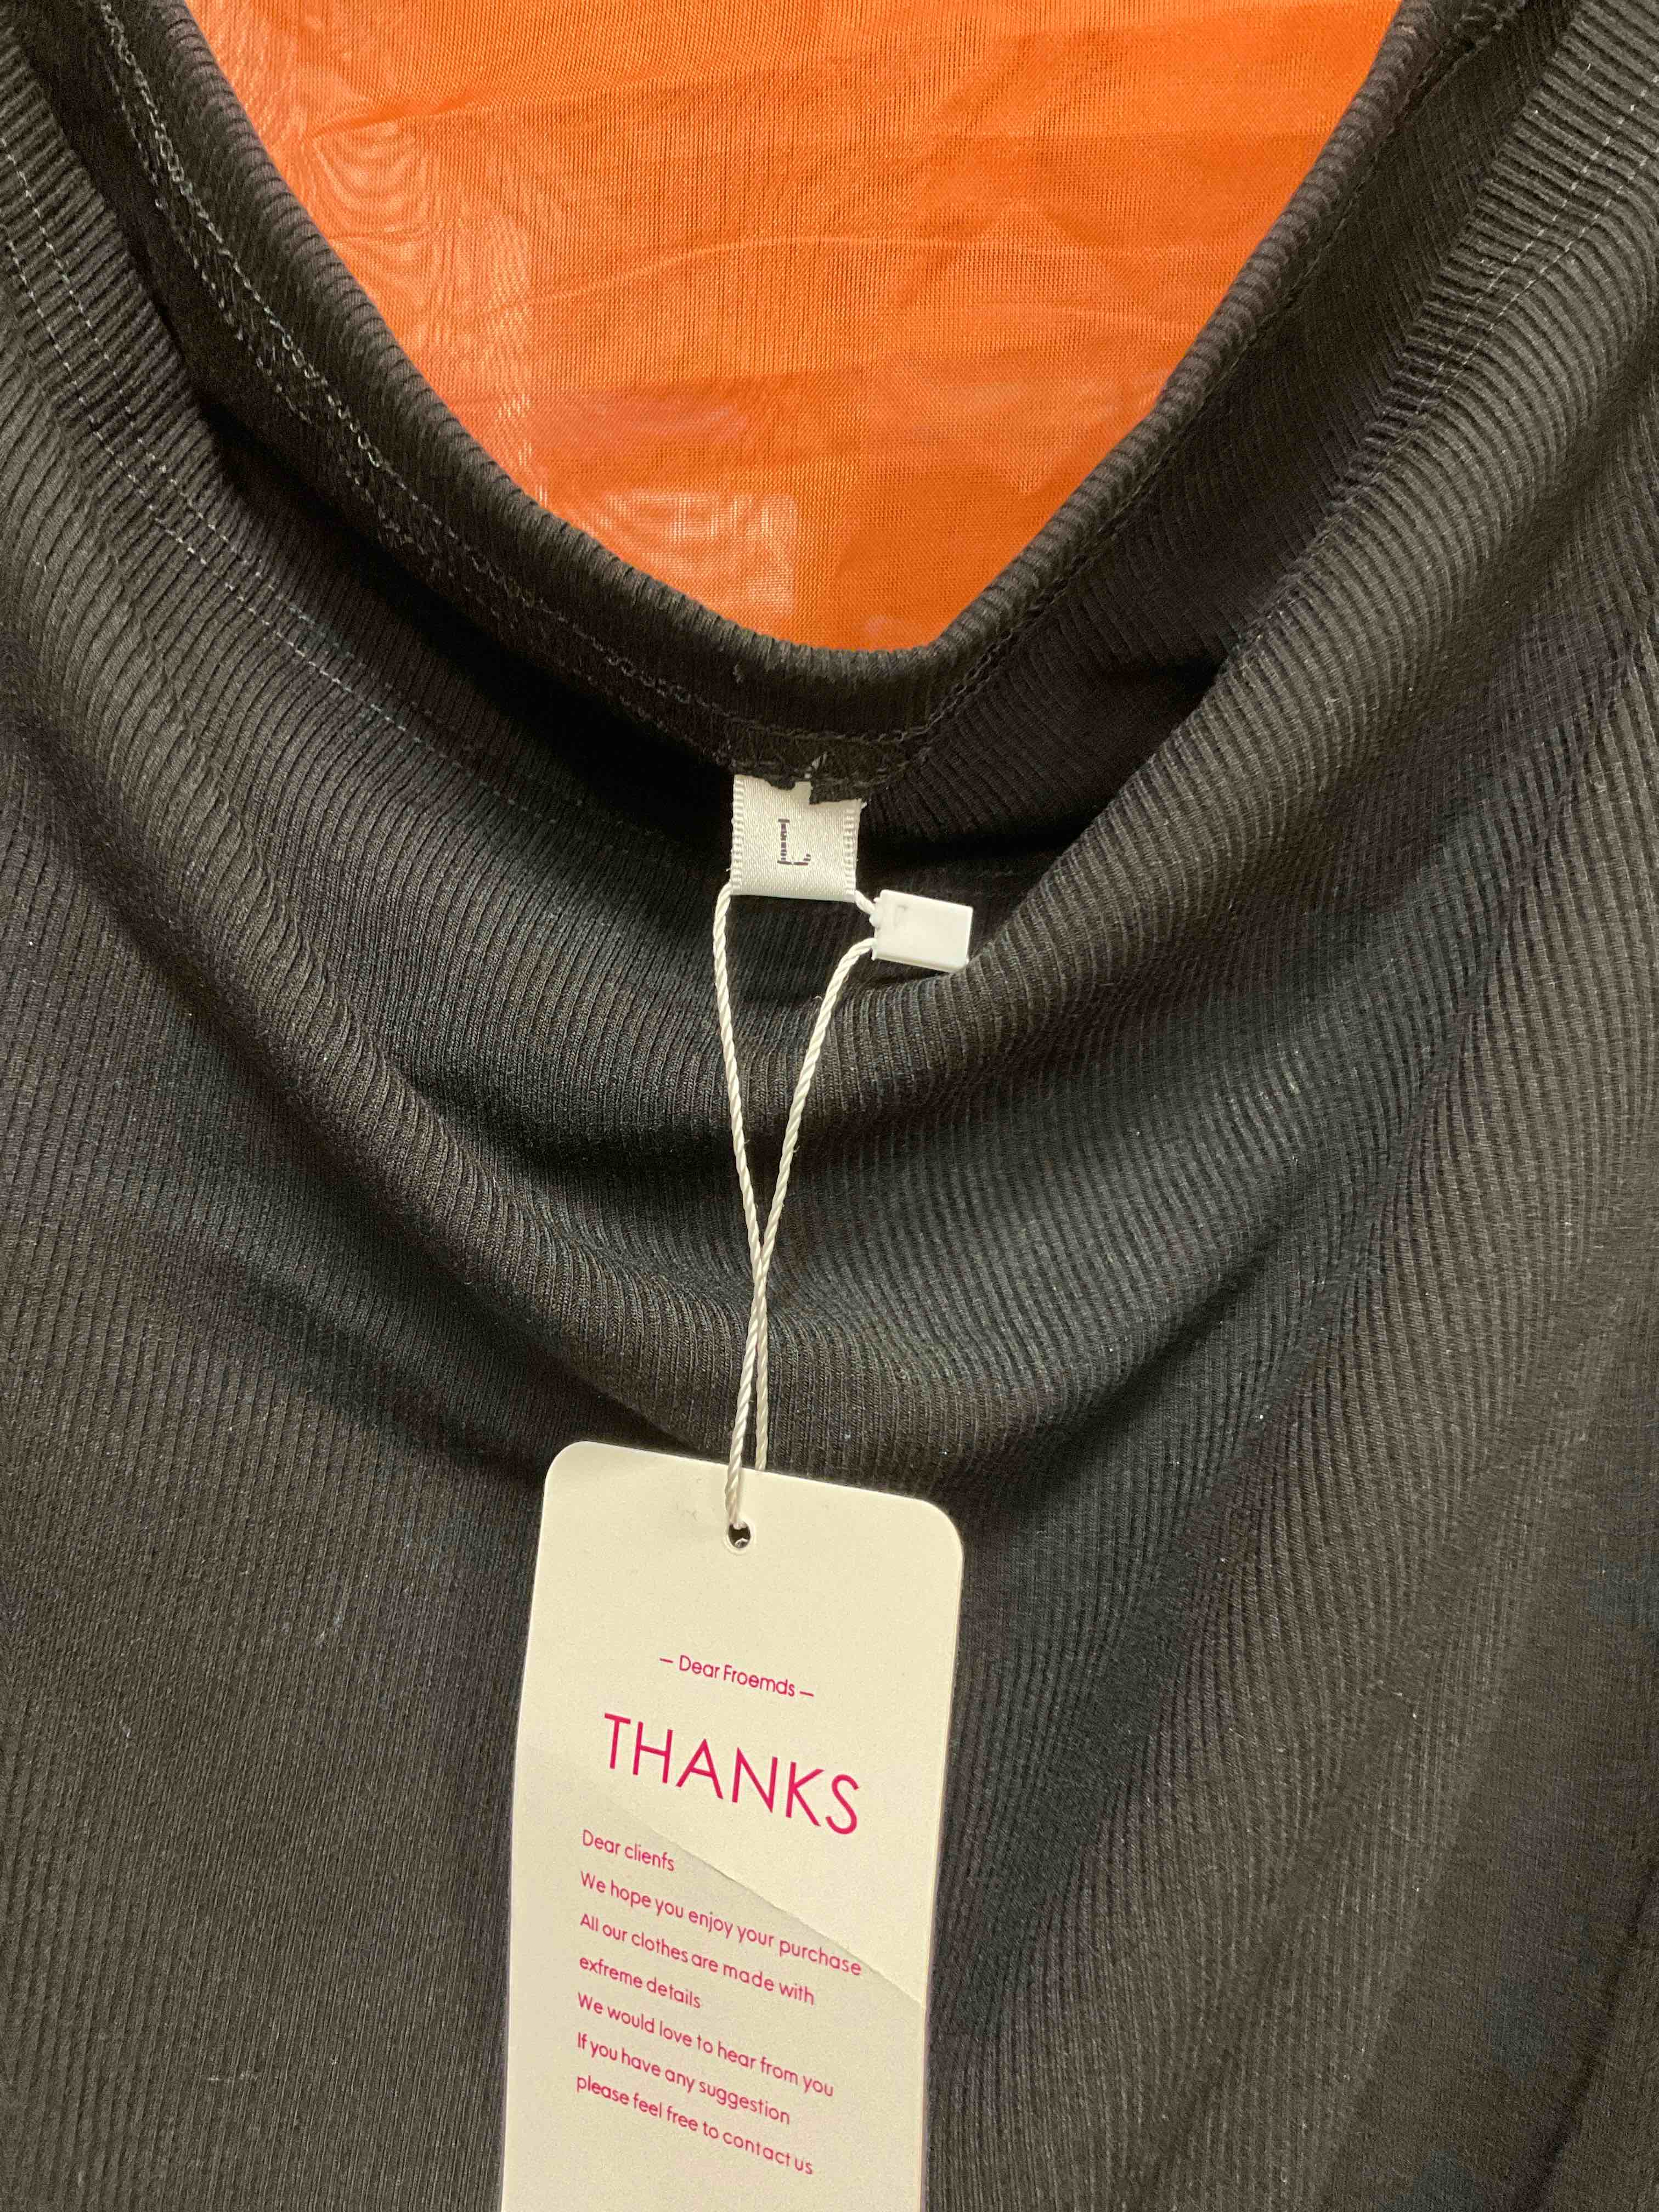 L
– Dear Froemds –
THANKS
Dear clienfs
We hope you enjoy your purchase
All our clothes are made with
exfreme details
We would love to hear from you
If you have any suggestion
please feel free to contact us